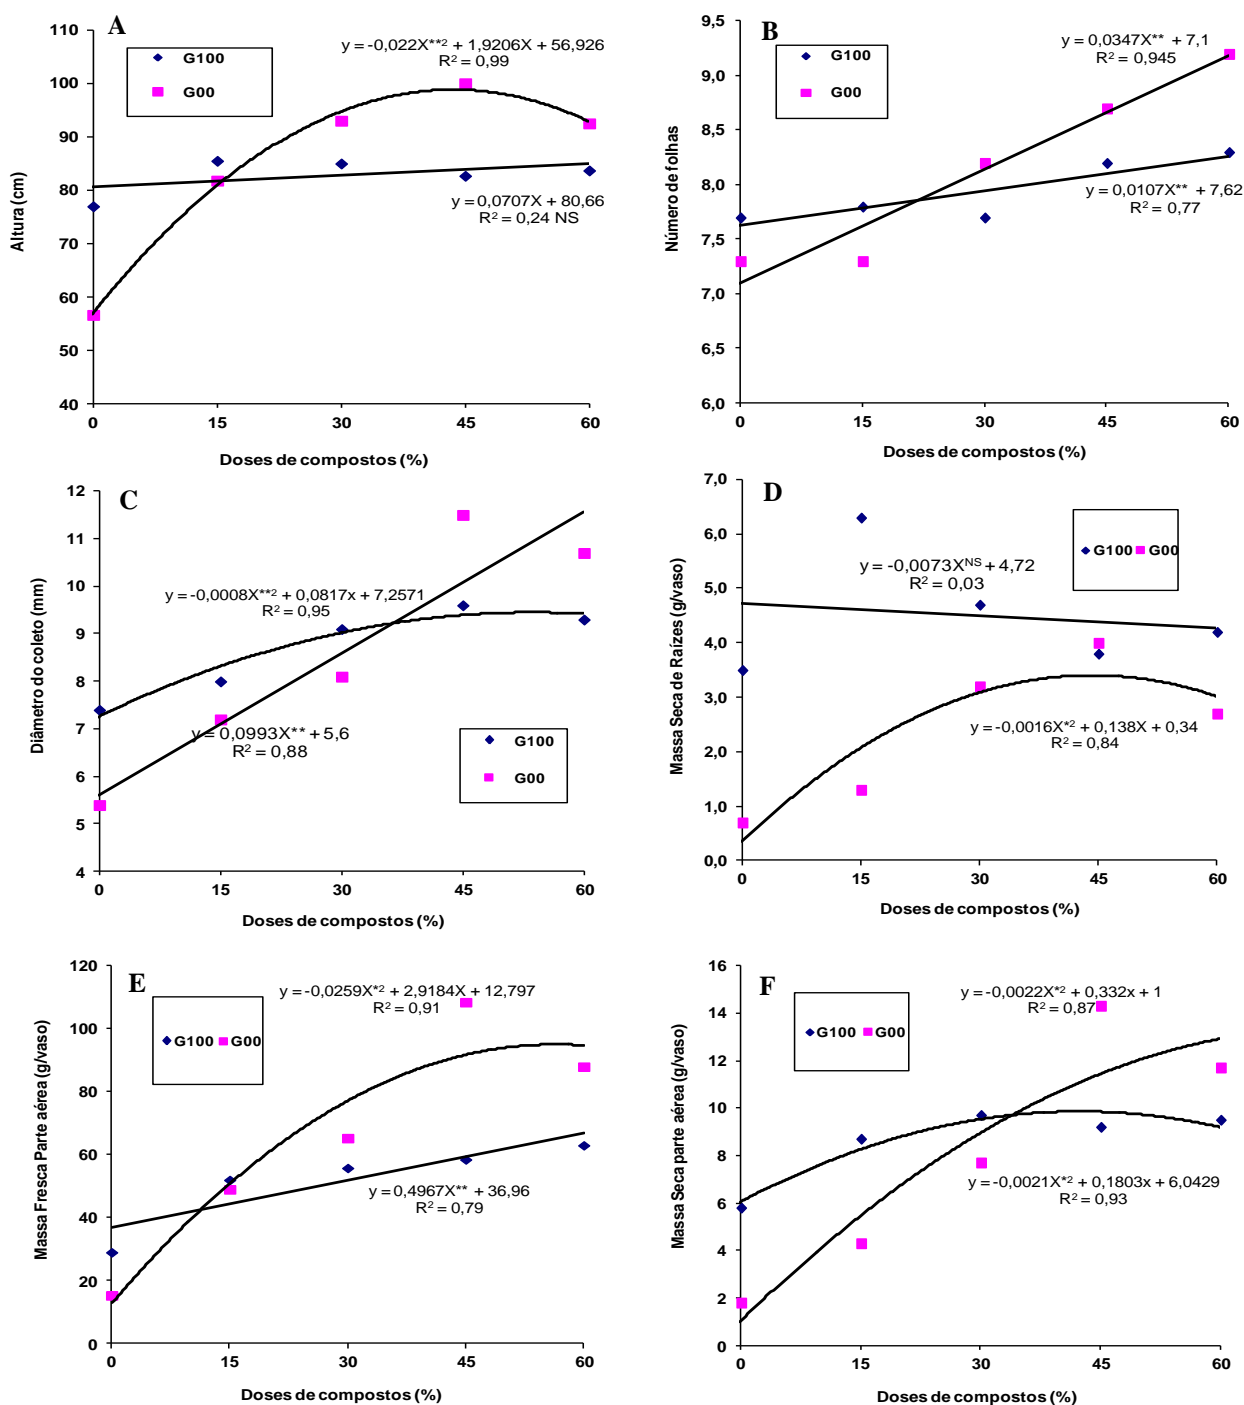 A
G100
G00
y = -0,022X**² + 1,9206X + 56,926
R² = 0,99
y = 0,0707X + 80,66
R² = 0,24 NS
Altura (cm)
110
100
90
80
70
60
50
40
0 15 30 45 60
Doses de compostos (%)
B
G100
G00
y = 0,0347X** + 7,1
R² = 0,945
y = 0,0107X** + 7,62
R² = 0,77
Número de folhas
9,5
9,0
8,5
8,0
7,5
7,0
6,5
6,0
0 15 30 45 60
Doses de compostos (%)
C
y = -0,0008X**² + 0,0817x + 7,2571
R² = 0,95
y = 0,0993X** + 5,6
R² = 0,88
G100
G00
Diâmetro do coleto (mm)
12
11
10
9
8
7
6
5
4
0 15 30 45 60
Doses de compostos (%)
D
G100 G00
y = -0,0073X^NS + 4,72
R² = 0,03
y = -0,0016X*² + 0,138X + 0,34
R² = 0,84
Massa Seca de Raízes (g/vaso)
7,0
6,0
5,0
4,0
3,0
2,0
1,0
0,0
0 15 30 45 60
Doses de compostos (%)
E
G100 G00
y = -0,0259X*² + 2,9184X + 12,797
R² = 0,91
y = 0,4967X** + 36,96
R² = 0,79
Massa Fresca Parte aérea (g/vaso)
120
100
80
60
40
20
0
0 15 30 45 60
Doses de compostos (%)
F
G100 G00
y = -0,0022X*² + 0,332x + 1
R² = 0,87
y = -0,0021X*² + 0,1803x + 6,0429
R² = 0,93
Massa Seca parte aérea (g/vaso)
16
14
12
10
8
6
4
2
0
0 15 30 45 60
Doses de compostos (%)